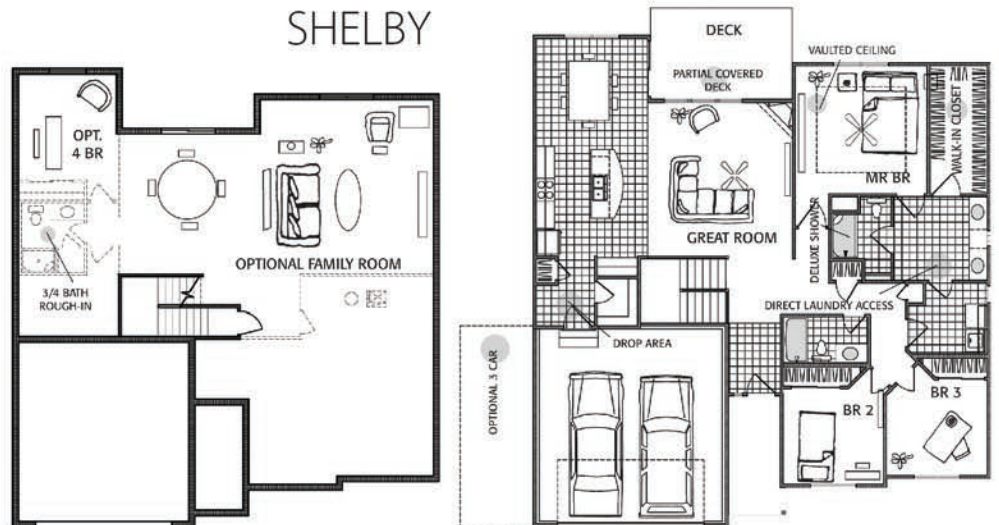 SHELBY
OPT.
4 BR
OPTIONAL FAMILY ROOM
3/4 BATH
ROUGH-IN
DECK
PARTIAL COVERED
DECK
VAULTED CEILING
WALK-IN CLOSET
MR BR
GREAT ROOM
DELUXE SHOWER
DIRECT LAUNDRY ACCESS
DROP AREA
OPTIONAL 3 CAR
BR 2
BR 3